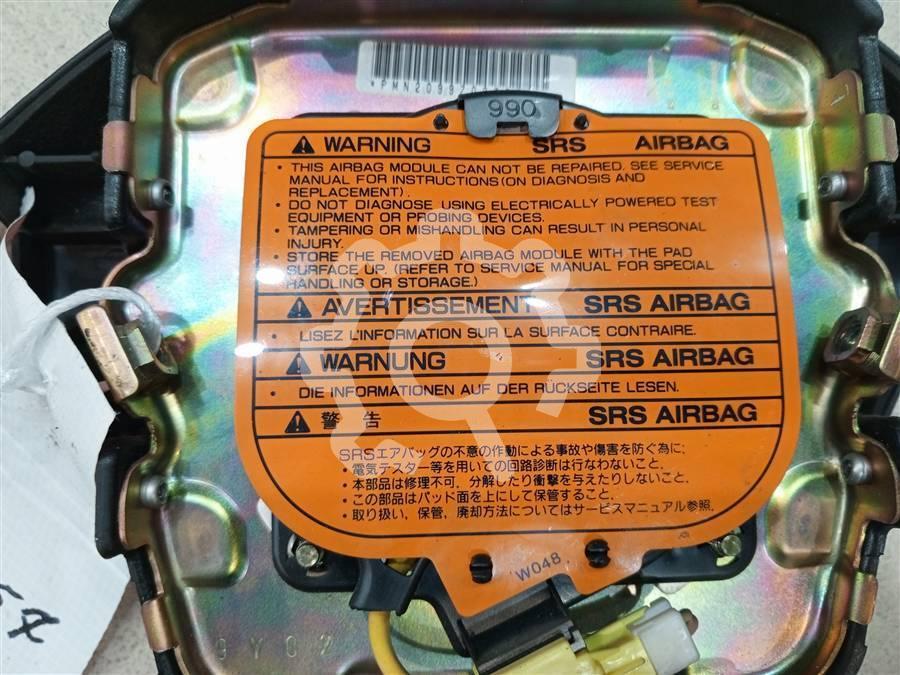 *PMN2099
990
WARNING SRS AIRBAG
• THIS AIRBAG MODULE CAN NOT BE REPAIRED. SEE SERVICE
MANUAL FOR INSTRUCTIONS (ON DIAGNOSIS AND
REPLACEMENT).
• DO NOT DIAGNOSE USING ELECTRICALLY POWERED TEST
EQUIPMENT OR PROBING DEVICES.
• TAMPERING OR MISHANDLING CAN RESULT IN PERSONAL
INJURY.
• STORE THE REMOVED AIRBAG MODULE WITH THE PAD
SURFACE UP. (REFER TO SERVICE MANUAL FOR SPECIAL
HANDLING OR STORAGE.)
AVERTISSEMENT SRS AIRBAG
• LISEZ L'INFORMATION SUR LA SURFACE CONTRAIRE.
WARNUNG SRS AIRBAG
• DIE INFORMATIONEN AUF DER RÜCKSEITE LESEN.
警告 SRS AIRBAG
SRSエアバッグの不意の作動による事故や傷害を防ぐ為に:
・電気テスター等を用いての回路診断は行なわないこと.
・本部品は修理不可. 分解したり衝撃を与えたりしないこと.
・この部品はパッド面を上にして保管すること.
・取り扱い, 保管, 廃却方法についてはサービスマニュアル参照.
W048